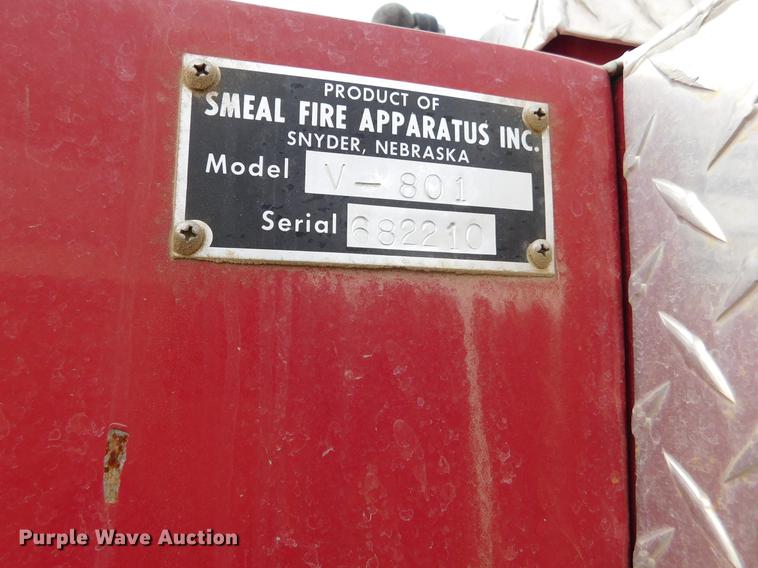 PRODUCT OF
SMEAL FIRE APPARATUS INC.
SNYDER, NEBRASKA
Model V-801
Serial 682210
Purple Wave Auction